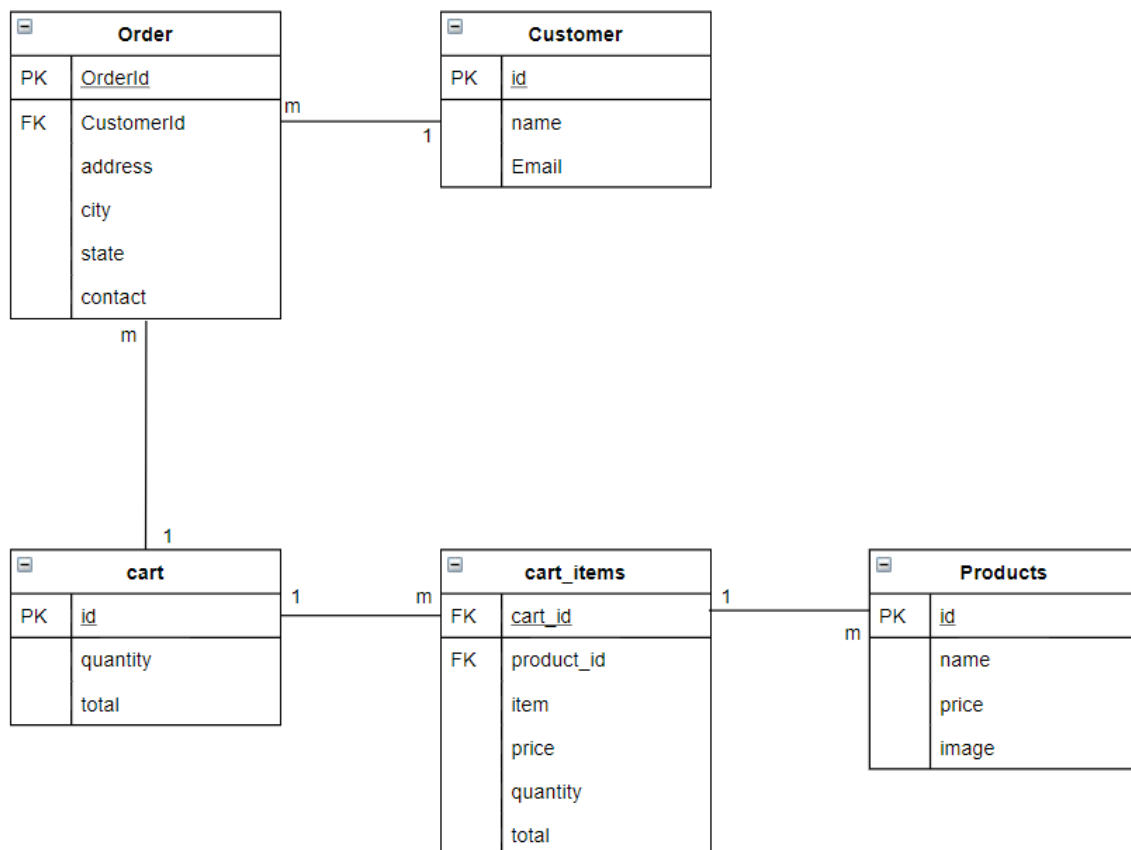 Order
PK OrderId
FK CustomerId
address
city
state
contact
m
1
Customer
PK id
name
Email
m
1
cart
PK id
quantity
total
1
m
cart_items
FK cart_id
FK product_id
item
price
quantity
total
1
m
Products
PK id
name
price
image